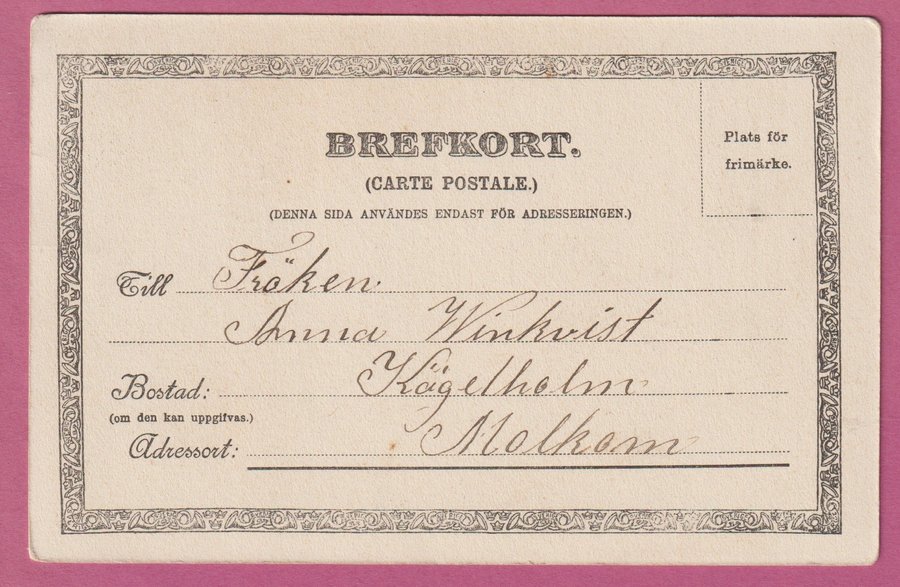 BREFKORT.
(CARTE POSTALE.)
(DENNA SIDA ANVÄNDES ENDAST FÖR ADRESSERINGEN.)
Plats för
frimärke.
Till Fröken
Anna Winkvist
Bostad: Kägelholm
(om den kan uppgifvas.)
Adressort: Molkom